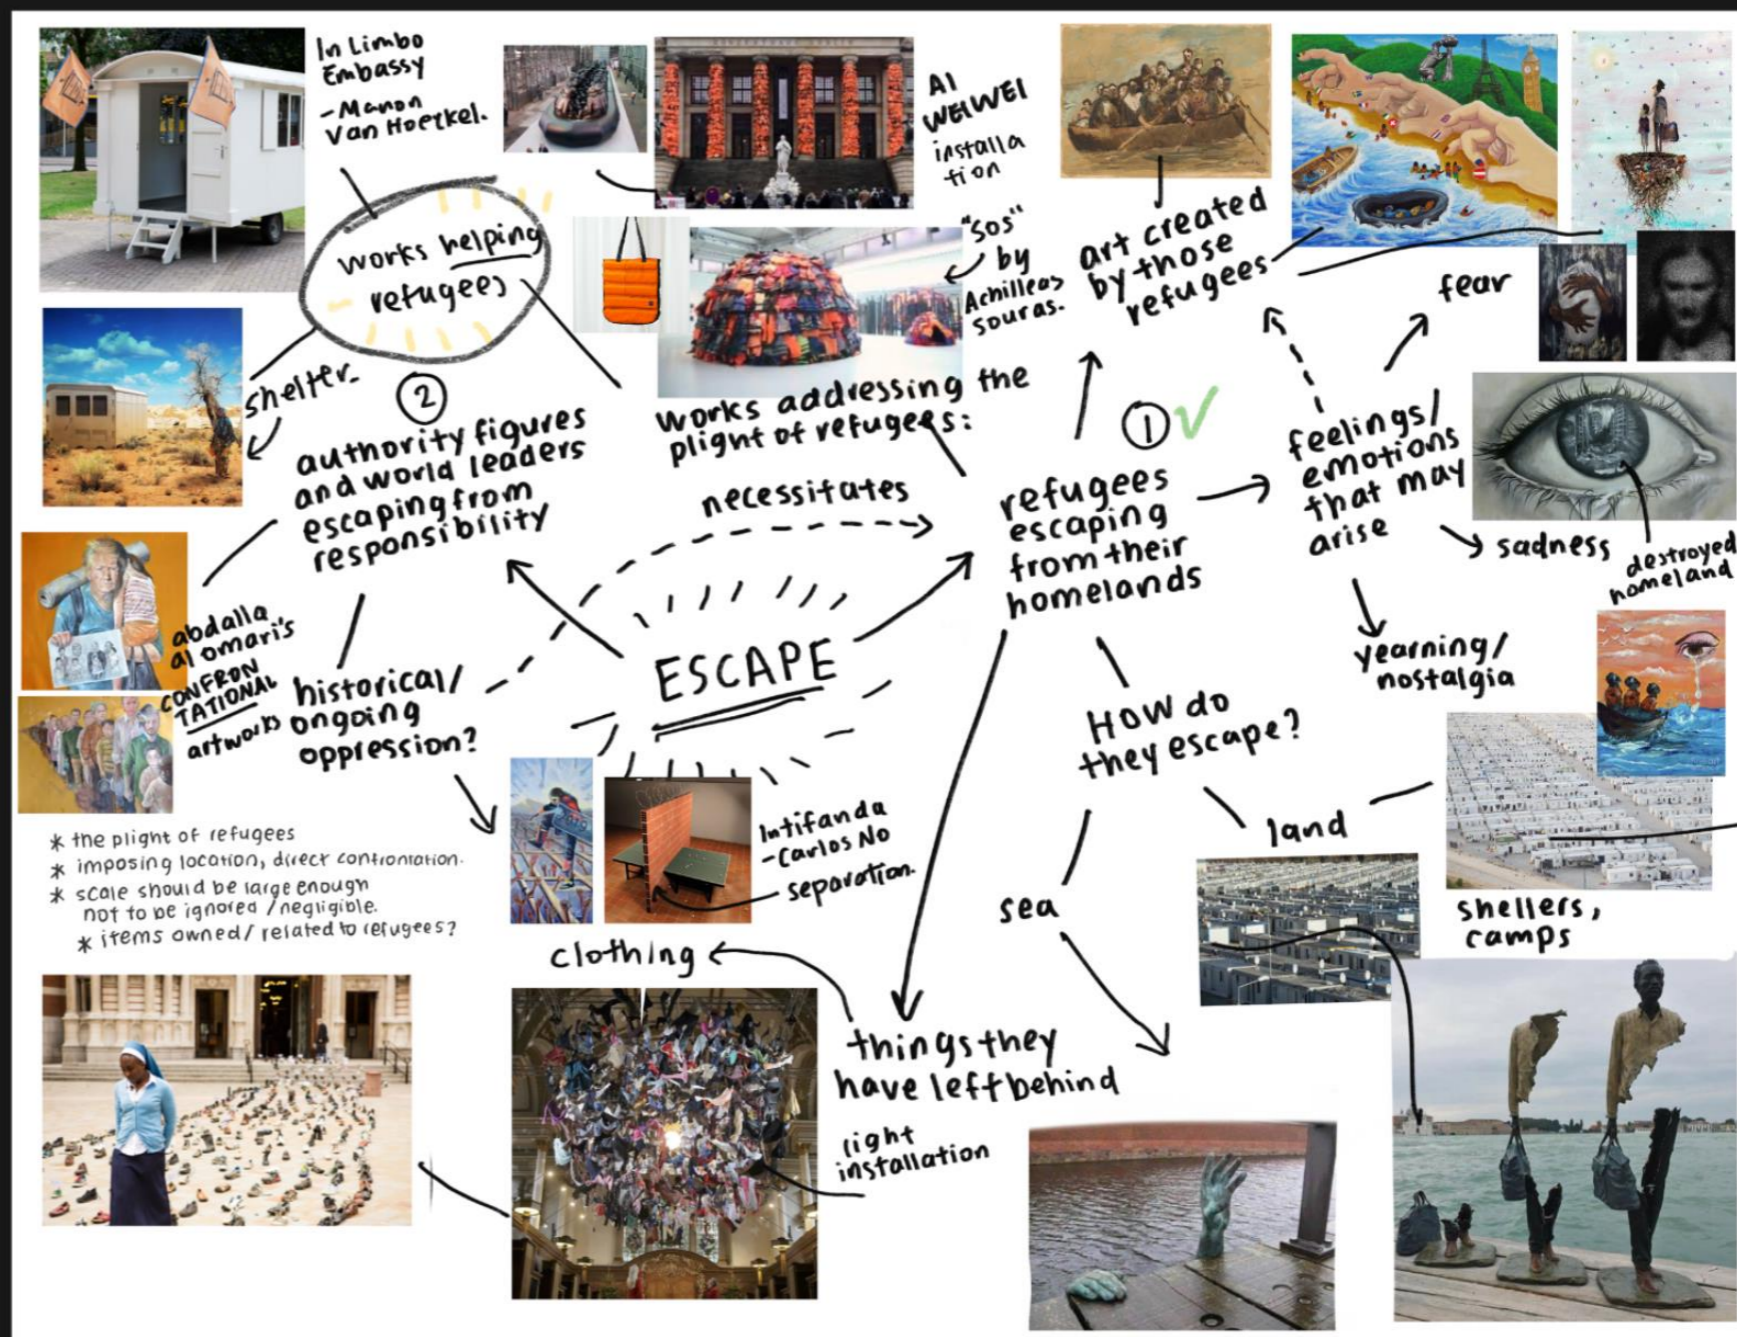 In Limbo
Embassy
- Manon
Van Hoetkel.
works helping
refugees
AI
WEIWEI
installa
tion
"SOS"
by
Achilleas
souras.
art created
by those
refugees
fear
shelter
②
authority figures
and world leaders
escaping from
responsibility
works addressing the
plight of refugees:
necessitates
① ✓
refugees
escaping
from their
homelands
feelings/
emotions
that may
arise
sadness
destroyed
homeland
yearning/
nostalgia
abdalla
al omari's
CONFRON
TATIONAL
artworks
historical/
ongoing
oppression?
ESCAPE
How do
they escape?
land
sea
shellers,
camps
Intifanda
- Carlos No
separation.
* the plight of refugees
* imposing location, direct confrontation.
* scale should be large enough
not to be ignored / negligible.
* items owned/ related to refugees?
clothing
things they
have left behind
light
installation